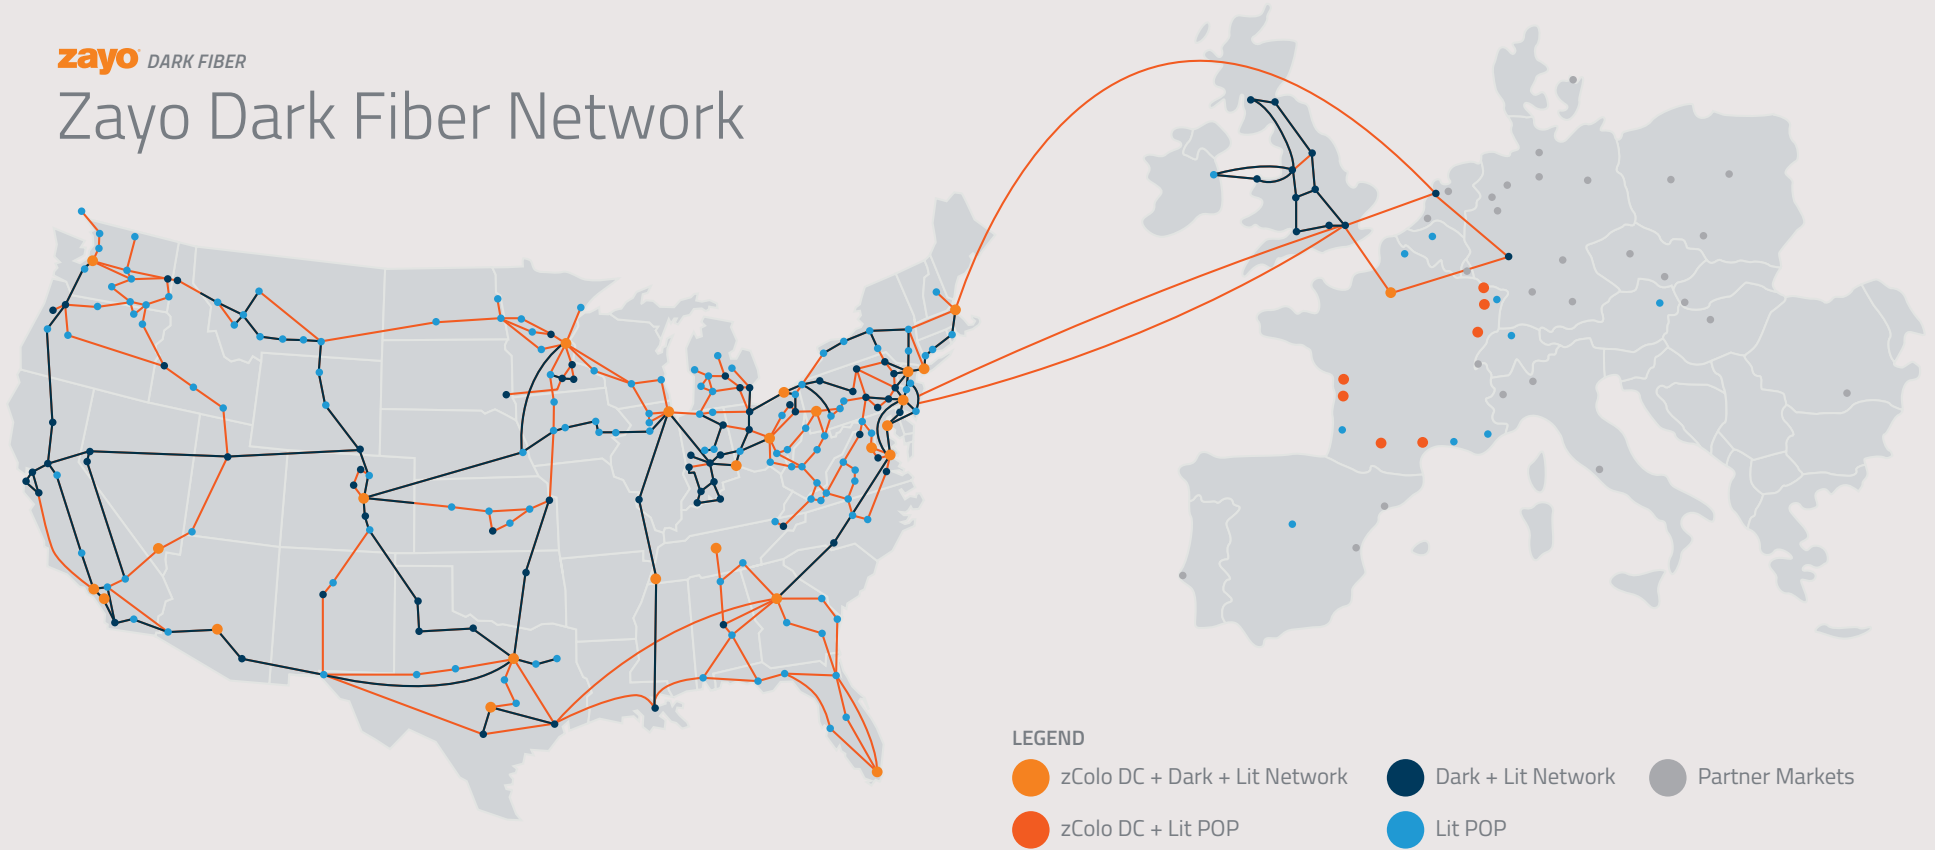 zayo DARK FIBER
Zayo Dark Fiber Network
LEGEND
zColo DC + Dark + Lit Network
Dark + Lit Network
Partner Markets
zColo DC + Lit POP
Lit POP